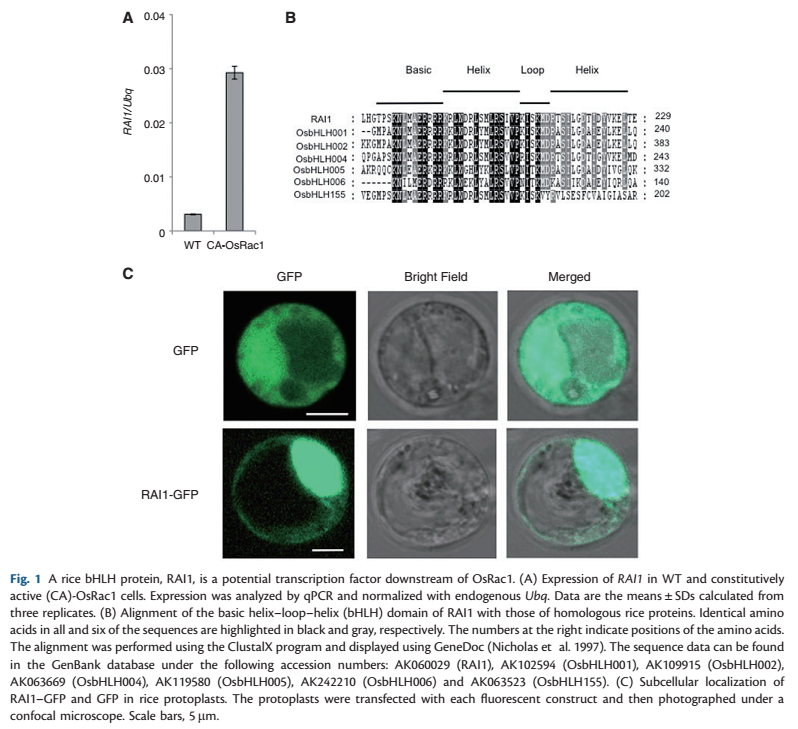 A
B
0.04
0.03
0.02
0.01
0
RAI1/Ubq
WT CA-OsRac1
Basic Helix Loop Helix
RAI1 : : 229
OsbHLH001 : : 240
OsbHLH002 : : 383
OsbHLH004 : : 243
OsbHLH005 : : 332
OsbHLH006 : : 140
OsbHLH155 : : 202
C
GFP Bright Field Merged
GFP
RAI1-GFP
Fig. 1 A rice bHLH protein, RAI1, is a potential transcription factor downstream of OsRac1. (A) Expression of RAI1 in WT and constitutively
active (CA)-OsRac1 cells. Expression was analyzed by qPCR and normalized with endogenous Ubq. Data are the means ± SDs calculated from
three replicates. (B) Alignment of the basic helix–loop–helix (bHLH) domain of RAI1 with those of homologous rice proteins. Identical amino
acids in all and six of the sequences are highlighted in black and gray, respectively. The numbers at the right indicate positions of the amino acids.
The alignment was performed using the ClustalX program and displayed using GeneDoc (Nicholas et al. 1997). The sequence data can be found
in the GenBank database under the following accession numbers: AK060029 (RAI1), AK102594 (OsbHLH001), AK109915 (OsbHLH002),
AK063669 (OsbHLH004), AK119580 (OsbHLH005), AK242210 (OsbHLH006) and AK063523 (OsbHLH155). (C) Subcellular localization of
RAI1–GFP and GFP in rice protoplasts. The protoplasts were transfected with each fluorescent construct and then photographed under a
confocal microscope. Scale bars, 5 μm.